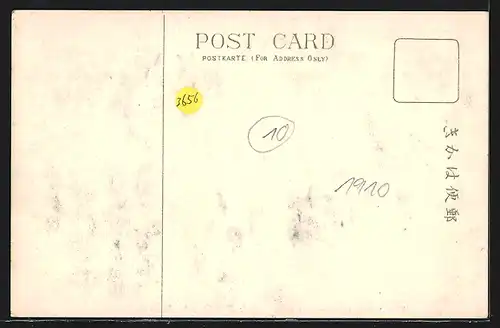 POST CARD
POSTKARTE (FOR ADDRESS ONLY)
3656
10
1910
きかは便郵